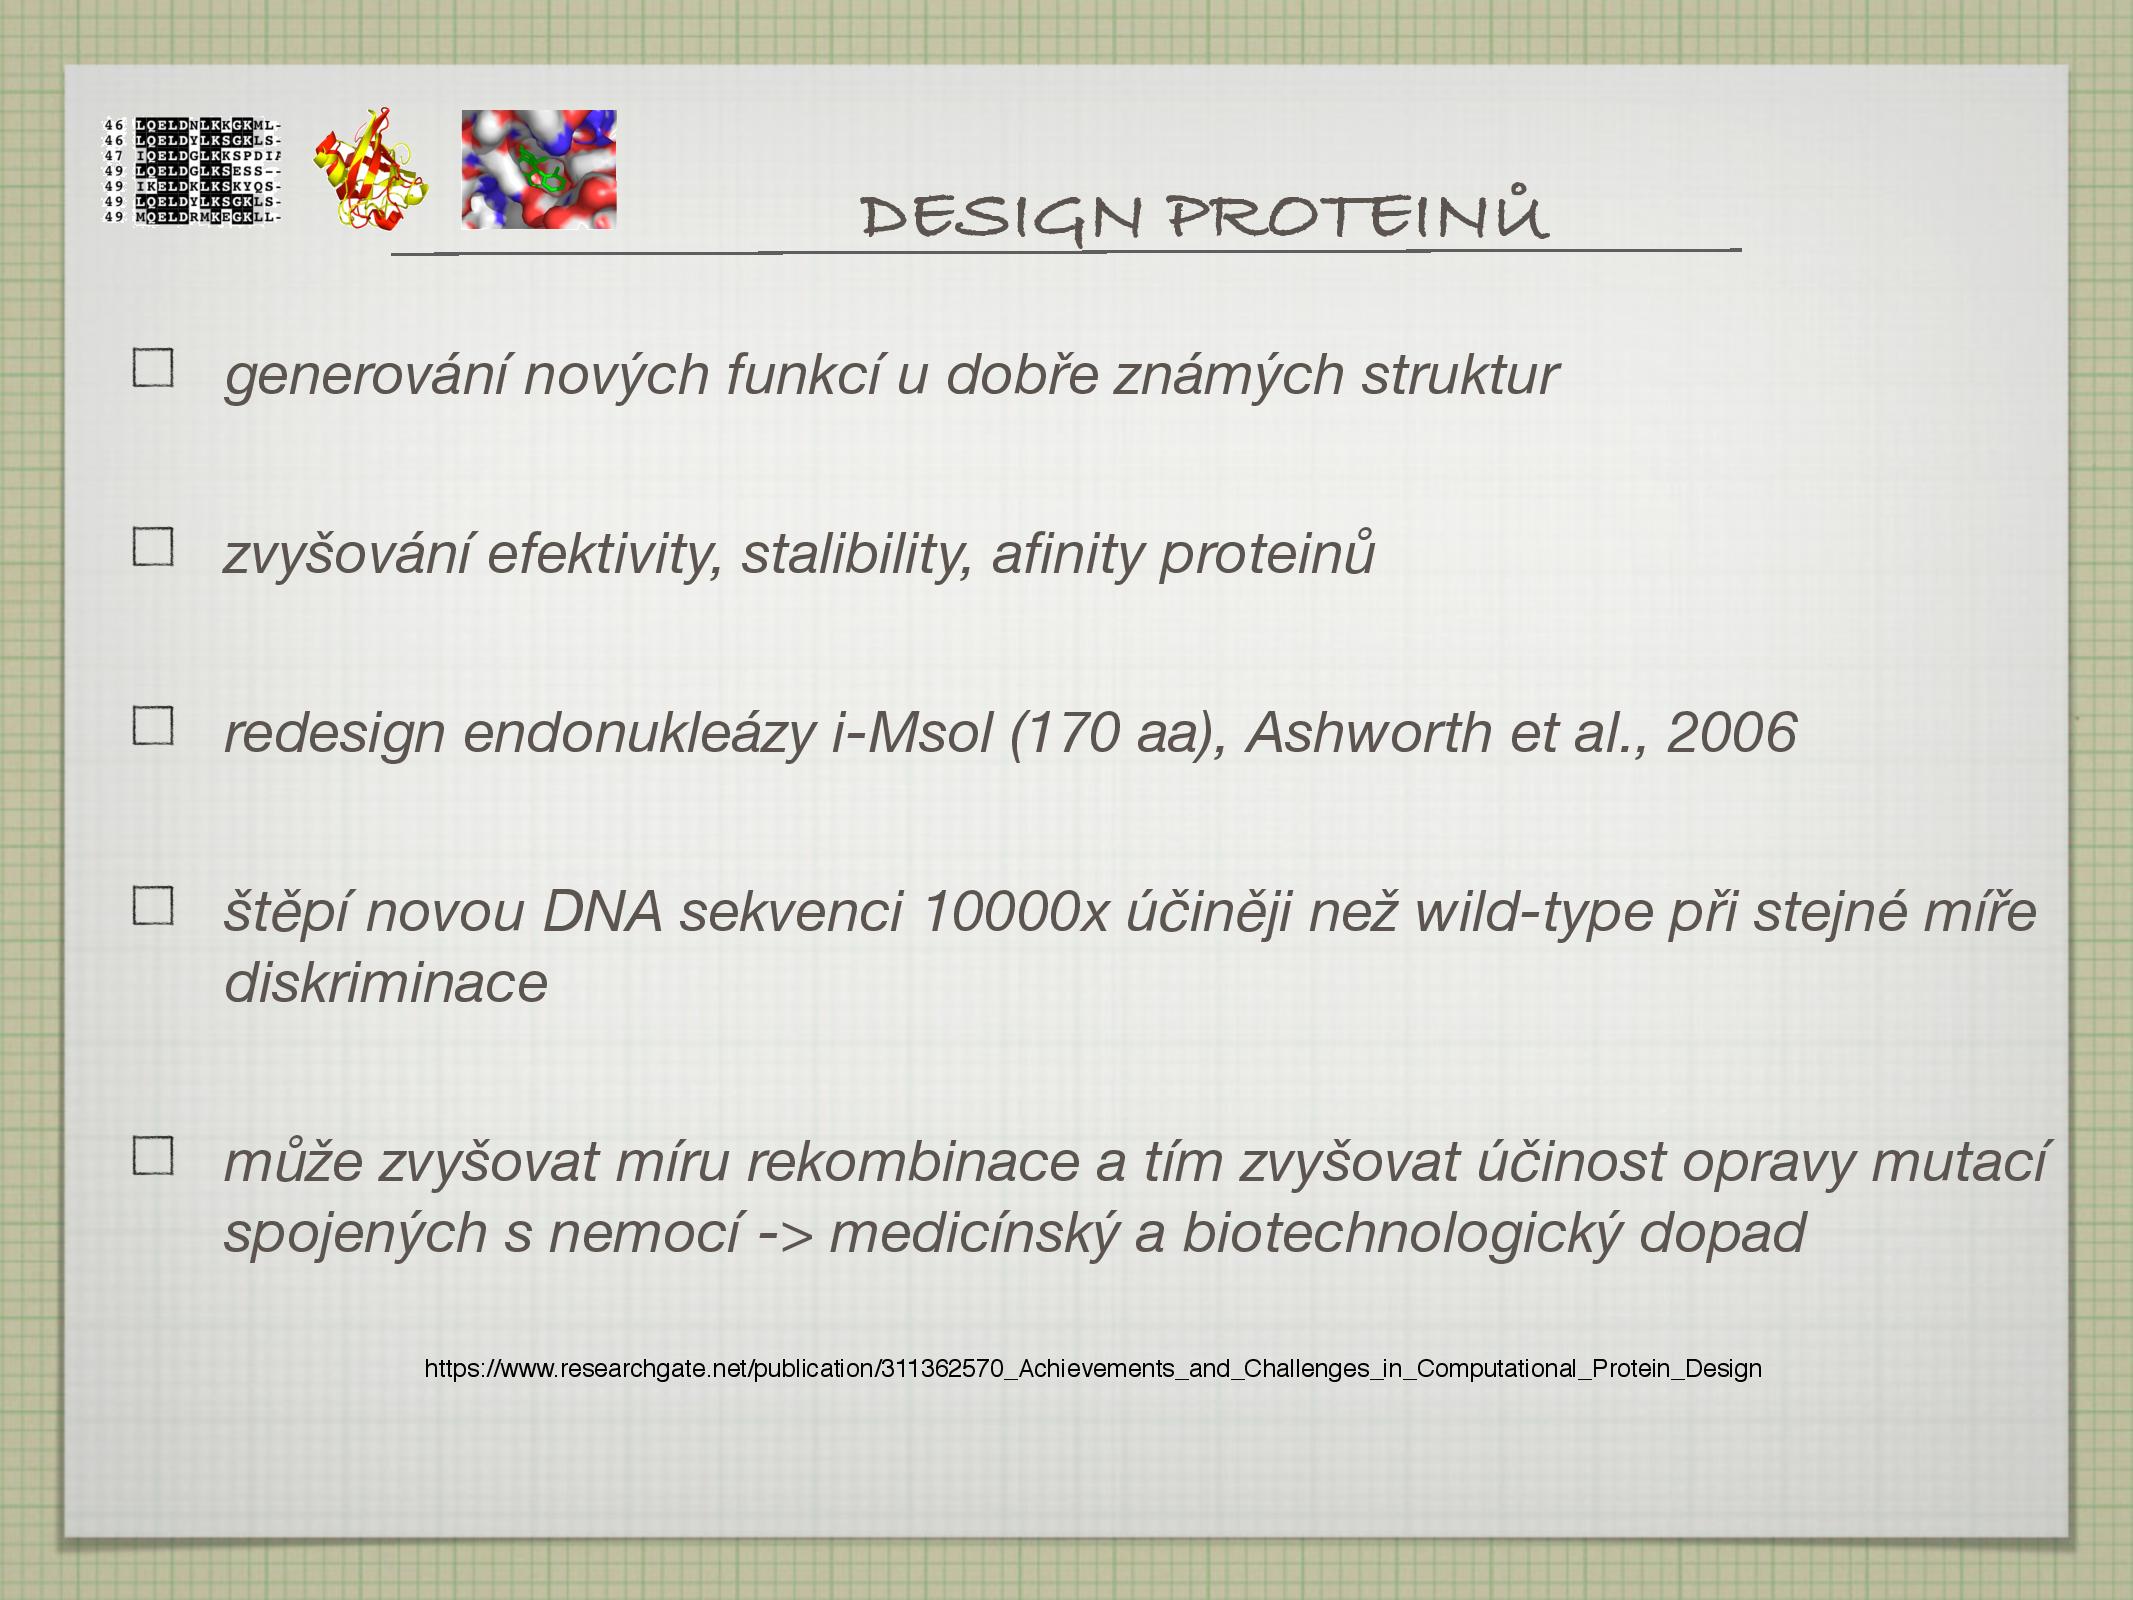 46 LQELDNLKKGKML-
46 LQELDYLKSGKLS-
47 IQELDGLKKSPDIA
49 LQELDGLKSESS--
49 IKELDKLKSKYQS-
49 LQELDYLKSGKLS-
49 MQELDRMKEGKLL-
DESIGN PROTEINŮ
generování nových funkcí u dobře známých struktur
zvyšování efektivity, stalibility, afinity proteinů
redesign endonukleázy i-Msol (170 aa), Ashworth et al., 2006
štěpí novou DNA sekvenci 10000x účiněji než wild-type při stejné míře
diskriminace
může zvyšovat míru rekombinace a tím zvyšovat účinost opravy mutací
spojených s nemocí -> medicínský a biotechnologický dopad
https://www.researchgate.net/publication/311362570_Achievements_and_Challenges_in_Computational_Protein_Design